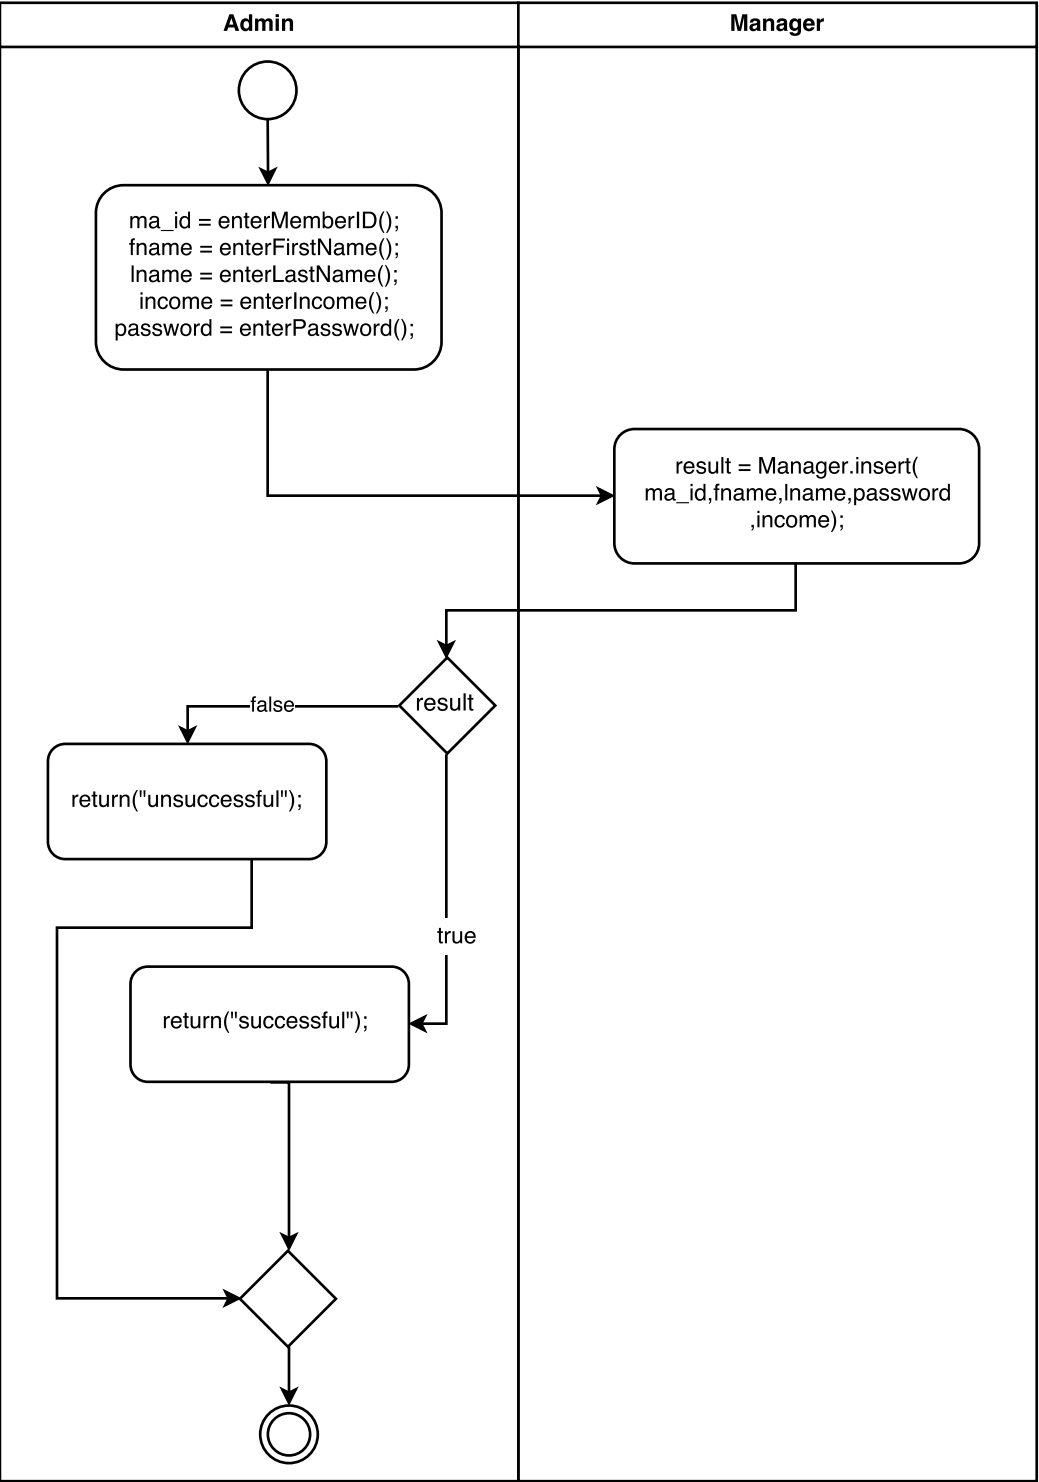 Admin
Manager
ma_id = enterMemberID();
fname = enterFirstName();
lname = enterLastName();
income = enterIncome();
password = enterPassword();
result = Manager.insert(
ma_id,fname,lname,password
,income);
result
false
return("unsuccessful");
true
return("successful");